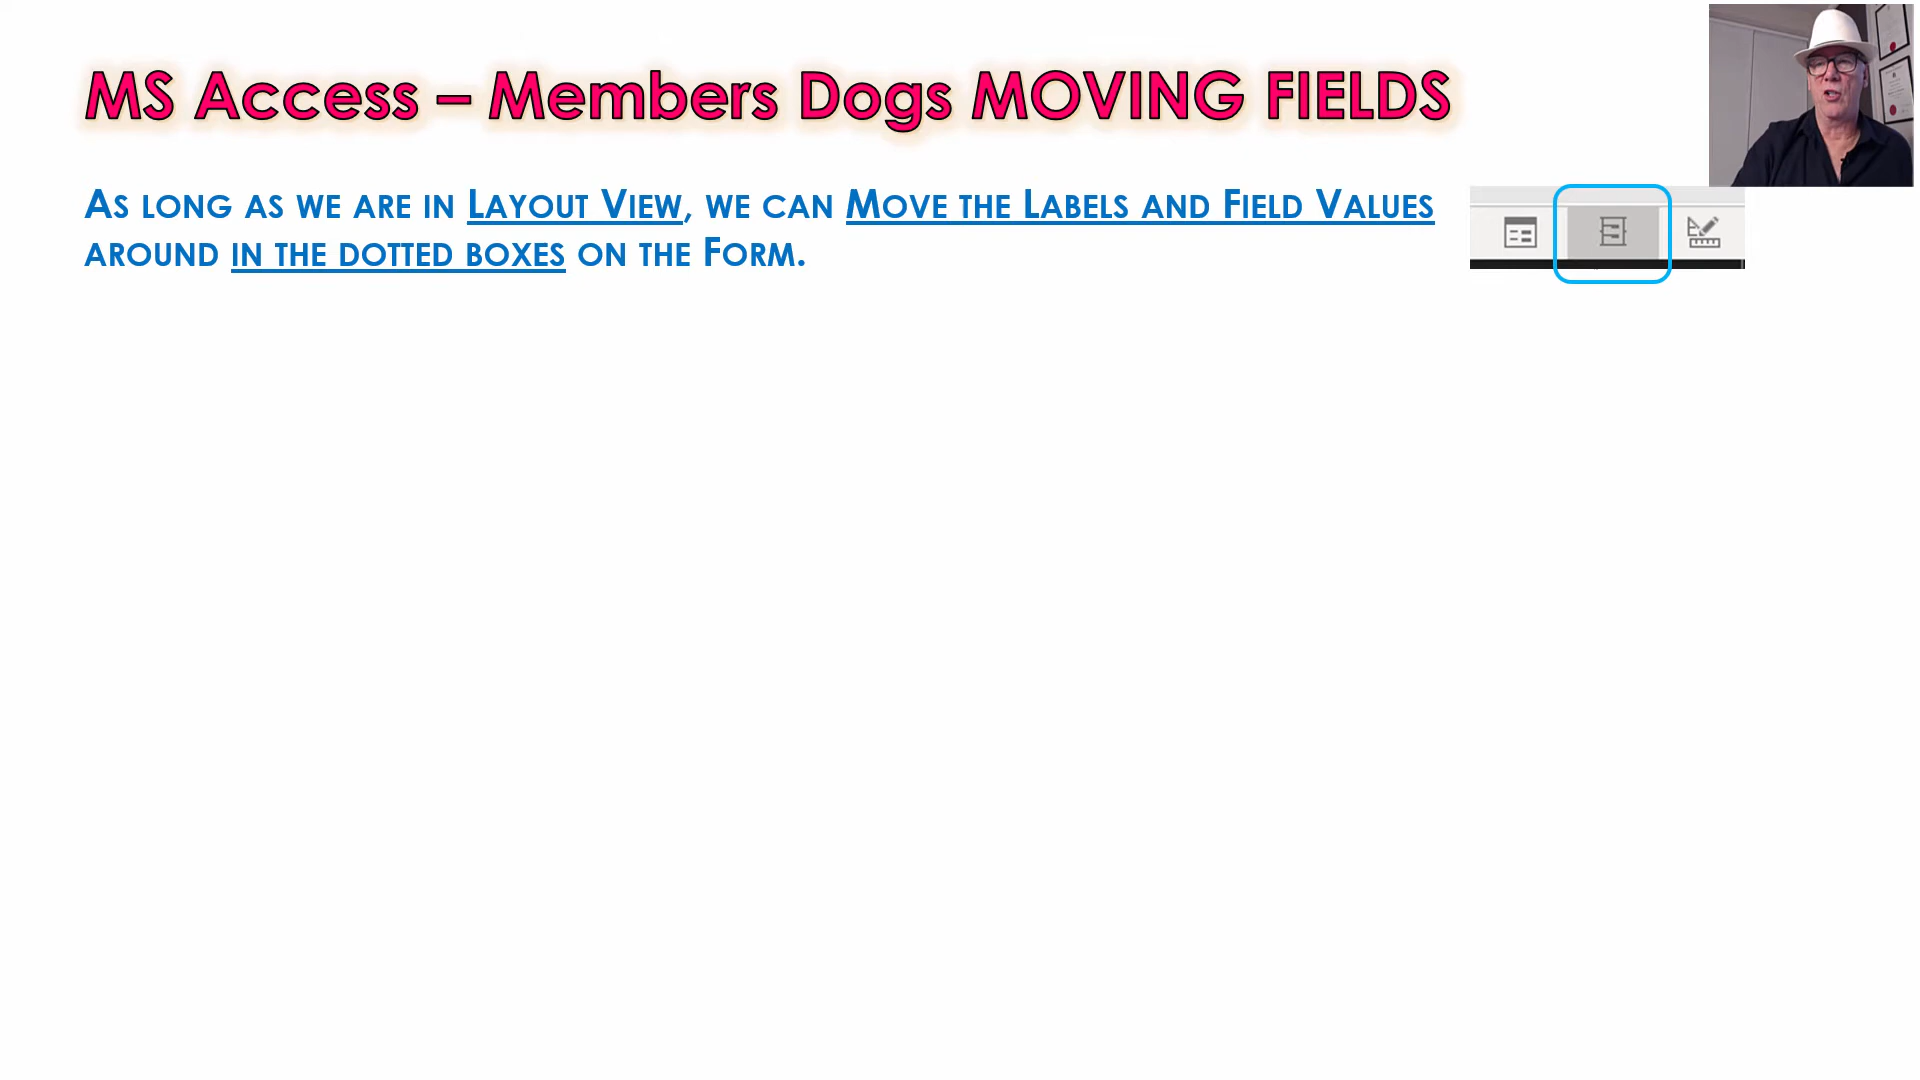 MS Access – Members Dogs MOVING FIELDS
As long as we are in Layout View, we can Move the Labels and Field Values
around in the dotted boxes on the Form.